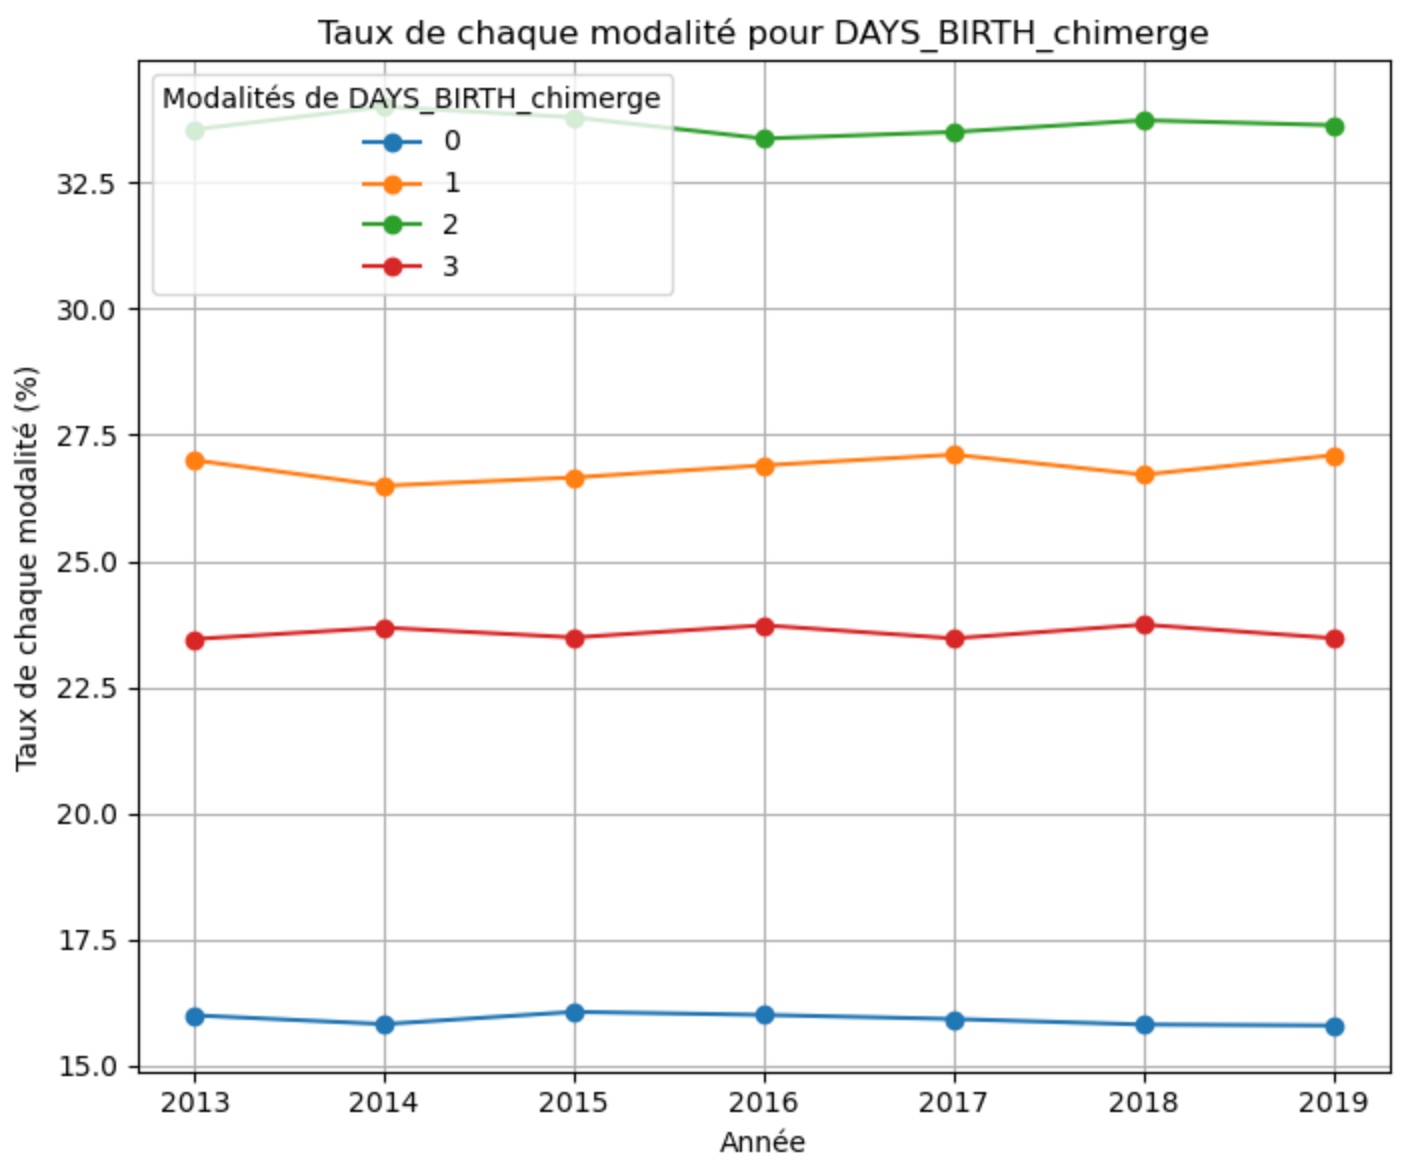 Taux de chaque modalité pour DAYS_BIRTH_chimerge
Modalités de DAYS_BIRTH_chimerge
0
1
2
3
32.5
30.0
27.5
25.0
22.5
20.0
17.5
15.0
Taux de chaque modalité (%)
2013 2014 2015 2016 2017 2018 2019
Année